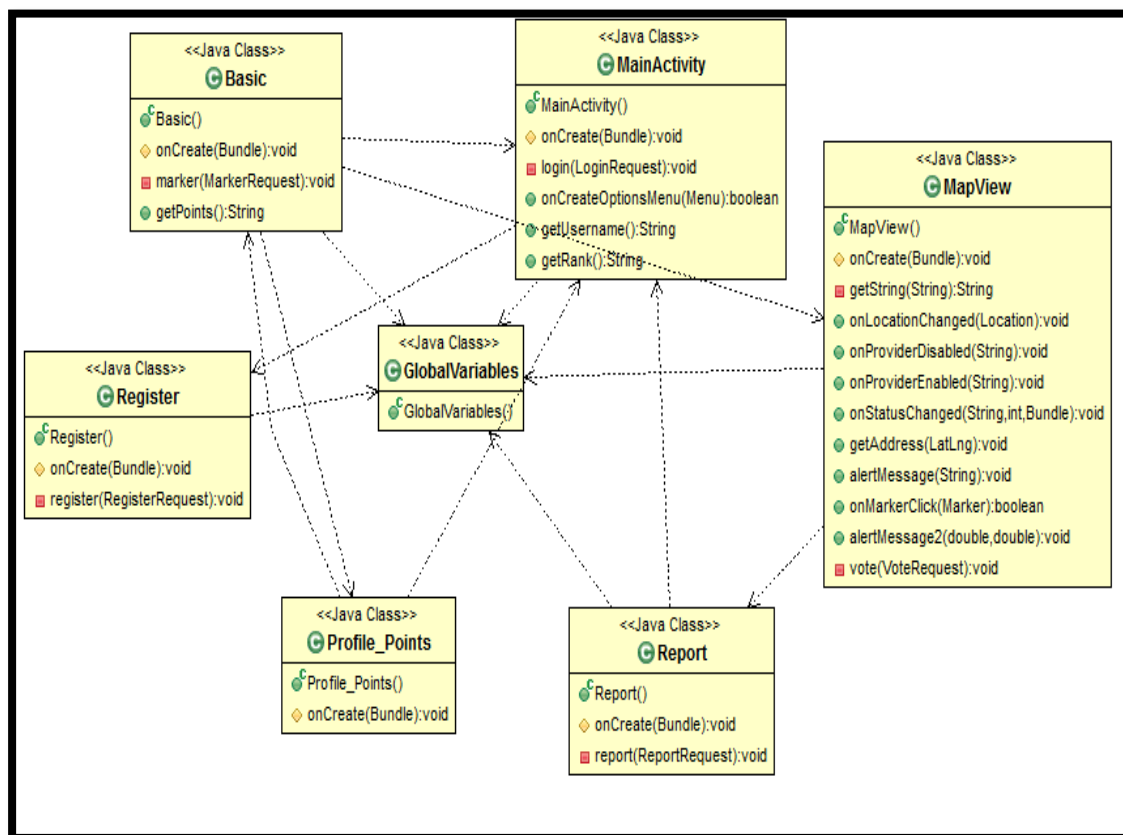 <<Java Class>>
Basic
Basic()
onCreate(Bundle):void
marker(MarkerRequest):void
getPoints():String
<<Java Class>>
MainActivity
MainActivity()
onCreate(Bundle):void
login(LoginRequest):void
onCreateOptionsMenu(Menu):boolean
getUsername():String
getRank():String
<<Java Class>>
MapView
MapView()
onCreate(Bundle):void
getString(String):String
onLocationChanged(Location):void
onProviderDisabled(String):void
onProviderEnabled(String):void
onStatusChanged(String,int,Bundle):void
getAddress(LatLng):void
alertMessage(String):void
onMarkerClick(Marker):boolean
alertMessage2(double,double):void
vote(VoteRequest):void
<<Java Class>>
GlobalVariables
GlobalVariables()
<<Java Class>>
Register
Register()
onCreate(Bundle):void
register(RegisterRequest):void
<<Java Class>>
Profile_Points
Profile_Points()
onCreate(Bundle):void
<<Java Class>>
Report
Report()
onCreate(Bundle):void
report(ReportRequest):void